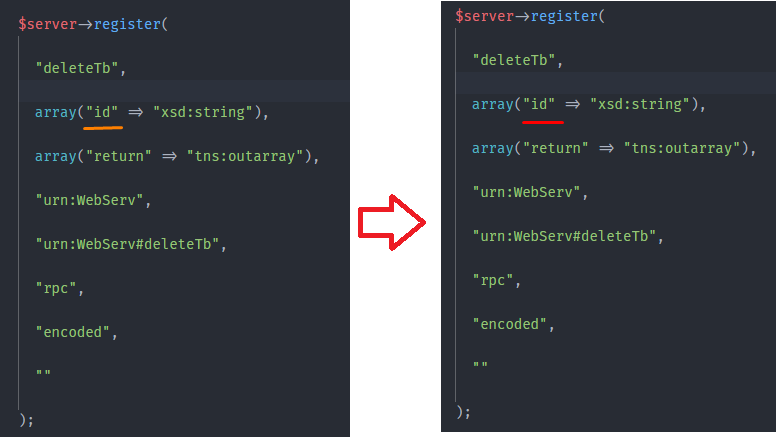 $server->register(
"deleteTb",
array("id" => "xsd:string"),
array("return" => "tns:outarray"),
"urn:WebServ",
"urn:WebServ#deleteTb",
"rpc",
"encoded",
""
);
$server->register(
"deleteTb",
array("id" => "xsd:string"),
array("return" => "tns:outarray"),
"urn:WebServ",
"urn:WebServ#deleteTb",
"rpc",
"encoded",
""
);